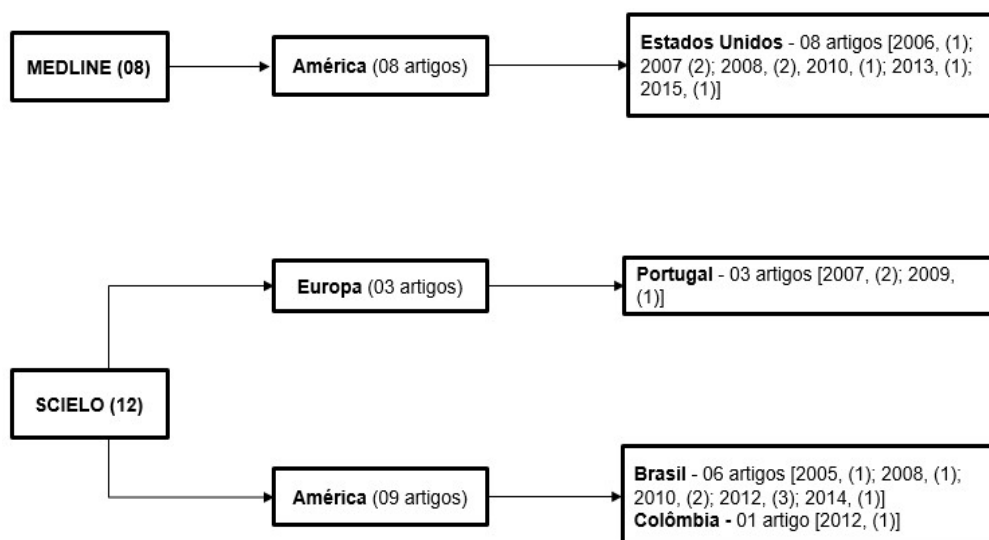 MEDLINE (08)
América (08 artigos)
Estados Unidos - 08 artigos [2006, (1);
2007 (2); 2008, (2), 2010, (1); 2013, (1);
2015, (1)]
Europa (03 artigos)
Portugal - 03 artigos [2007, (2); 2009,
(1)]
SCIELO (12)
América (09 artigos)
Brasil - 06 artigos [2005, (1); 2008, (1);
2010, (2); 2012, (3); 2014, (1)]
Colômbia - 01 artigo [2012, (1)]